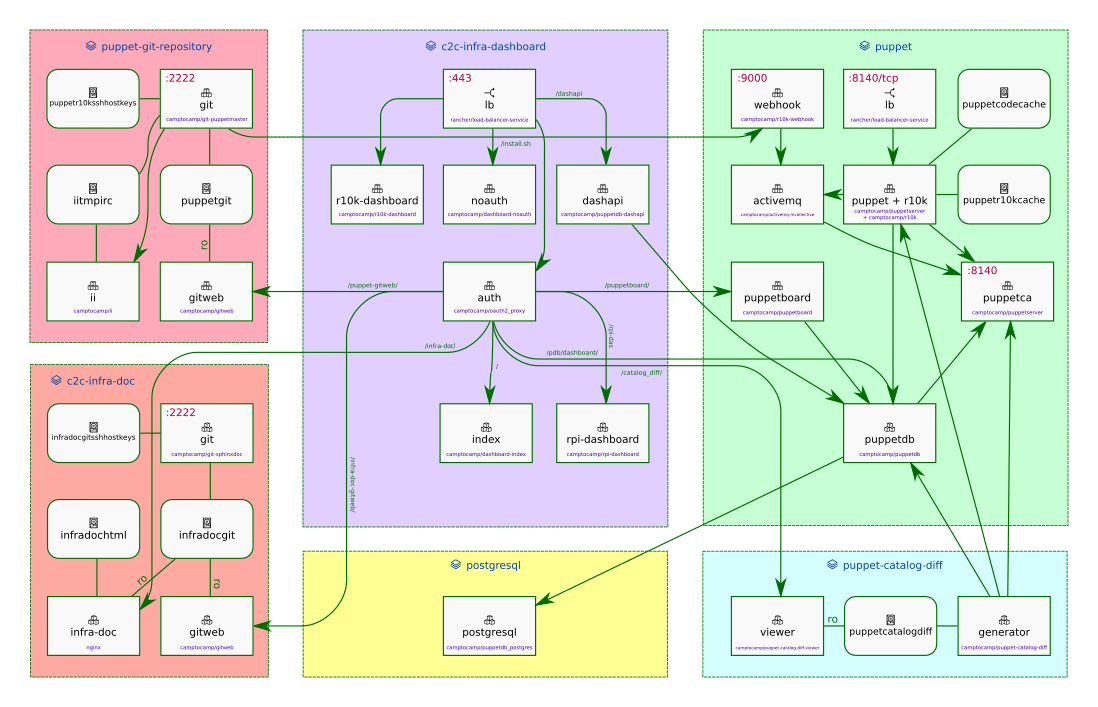 puppet-git-repository
puppetr10ksshhostkeys
:2222
git
camptocamp/git-puppetmaster
iitmpirc
puppetgit
ro
ii
camptocamp/ii
gitweb
camptocamp/gitweb
c2c-infra-doc
infradocgitsshhostkeys
:2222
git
camptocamp/git-sphinxdoc
infradochtml
infradocgit
ro
ro
infra-doc
nginx
gitweb
camptocamp/gitweb
c2c-infra-dashboard
:443
lb
rancher/load-balancer-service
/dashapi
/install.sh
r10k-dashboard
camptocamp/r10k-dashboard
noauth
camptocamp/dashboard-noauth
dashapi
camptocamp/puppetdb-dashapi
auth
camptocamp/oauth2_proxy
/puppet-gitweb/
/puppetboard/
/rpi-das
/infra-doc/
/pdb/dashboard/
/
/catalog_diff/
/infra-doc-gitweb/
index
camptocamp/dashboard-index
rpi-dashboard
camptocamp/rpi-dashboard
postgresql
postgresql
camptocamp/puppetdb_postgres
puppet
:9000
webhook
camptocamp/r10k-webhook
:8140/tcp
lb
rancher/load-balancer-service
puppetcodecache
activemq
camptocamp/activemq-mcollective
puppet + r10k
camptocamp/puppetserver
+ camptocamp/r10k
puppetr10kcache
puppetboard
camptocamp/puppetboard
:8140
puppetca
camptocamp/puppetserver
puppetdb
camptocamp/puppetdb
puppet-catalog-diff
viewer
camptocamp/puppet-catalog-diff-viewer
ro
puppetcatalogdiff
generator
camptocamp/puppet-catalog-diff